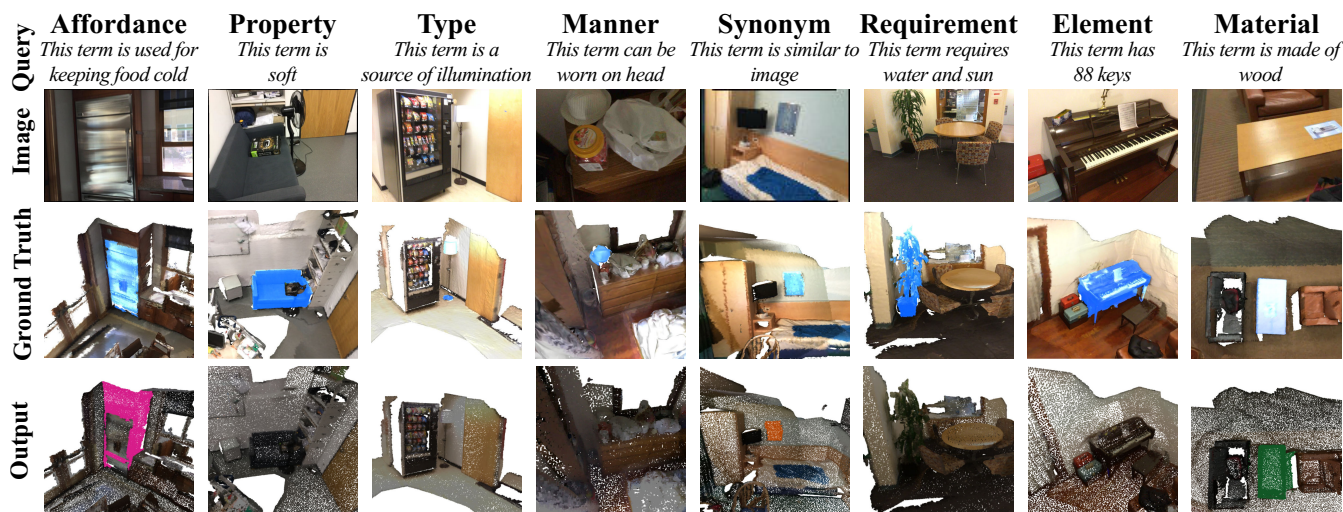 Affordance Property Type Manner Synonym Requirement Element Material
Query
This term is used for keeping food cold
This term is soft
This term is a source of illumination
This term can be worn on head
This term is similar to image
This term requires water and sun
This term has 88 keys
This term is made of wood
Image
Ground Truth
Output